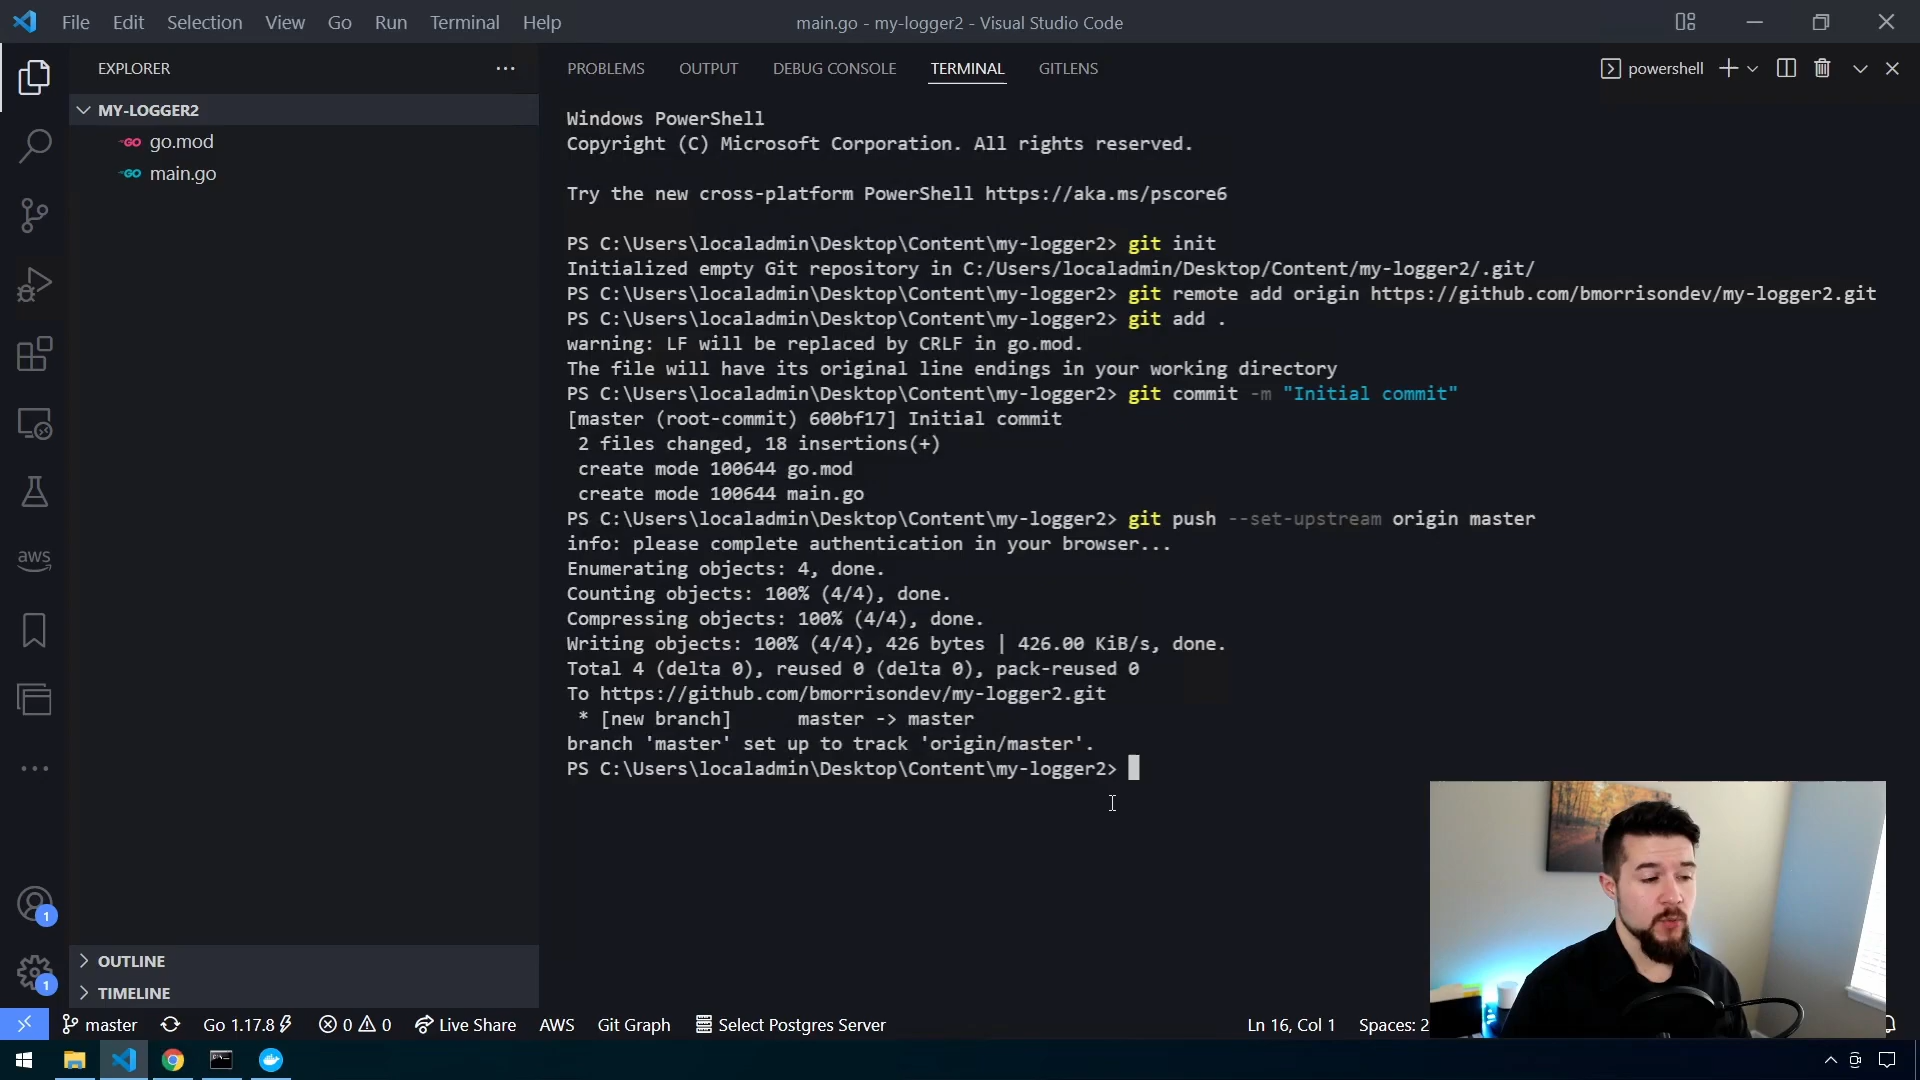 File Edit Selection View Go Run Terminal Help
main.go - my-logger2 - Visual Studio Code
EXPLORER
MY-LOGGER2
GO go.mod
GO main.go
aws
1
1
OUTLINE
TIMELINE
PROBLEMS OUTPUT DEBUG CONSOLE TERMINAL GITLENS
powershell
Windows PowerShell
Copyright (C) Microsoft Corporation. All rights reserved.
Try the new cross-platform PowerShell https://aka.ms/pscore6
PS C:\Users\localadmin\Desktop\Content\my-logger2> git init
Initialized empty Git repository in C:/Users/localadmin/Desktop/Content/my-logger2/.git/
PS C:\Users\localadmin\Desktop\Content\my-logger2> git remote add origin https://github.com/bmorrisondev/my-logger2.git
PS C:\Users\localadmin\Desktop\Content\my-logger2> git add .
warning: LF will be replaced by CRLF in go.mod.
The file will have its original line endings in your working directory
PS C:\Users\localadmin\Desktop\Content\my-logger2> git commit -m "Initial commit"
[master (root-commit) 600bf17] Initial commit
 2 files changed, 18 insertions(+)
 create mode 100644 go.mod
 create mode 100644 main.go
PS C:\Users\localadmin\Desktop\Content\my-logger2> git push --set-upstream origin master
info: please complete authentication in your browser...
Enumerating objects: 4, done.
Counting objects: 100% (4/4), done.
Compressing objects: 100% (4/4), done.
Writing objects: 100% (4/4), 426 bytes | 426.00 KiB/s, done.
Total 4 (delta 0), reused 0 (delta 0), pack-reused 0
To https://github.com/bmorrisondev/my-logger2.git
 * [new branch]      master -> master
branch 'master' set up to track 'origin/master'.
PS C:\Users\localadmin\Desktop\Content\my-logger2>
master Go 1.17.8 0 0 Live Share AWS Git Graph Select Postgres Server Ln 16, Col 1 Spaces: 2